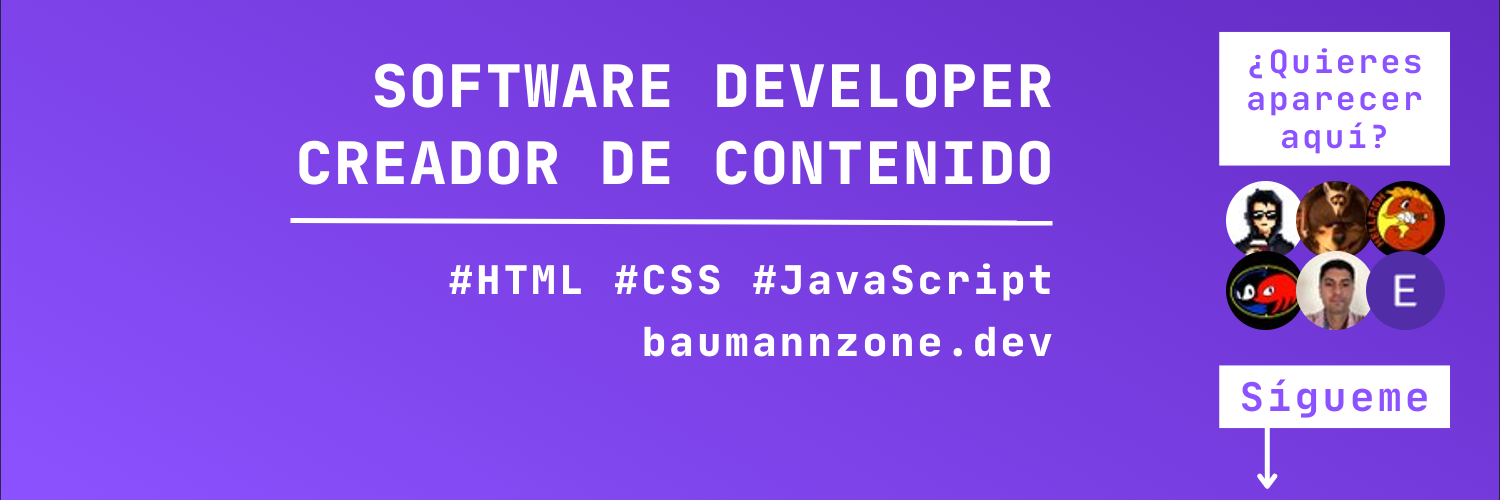 SOFTWARE DEVELOPER
CREADOR DE CONTENIDO
#HTML #CSS #JavaScript
baumannzone.dev
¿Quieres
aparecer
aquí?
E
Sígueme